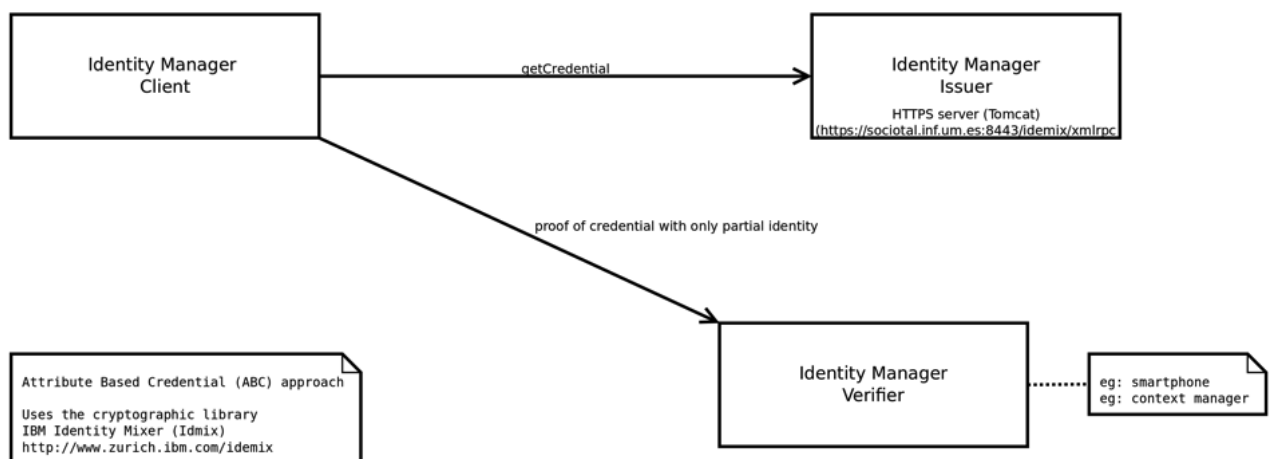 Identity Manager
Client
getCredential
Identity Manager
Issuer
HTTPS server (Tomcat)
(https://sociotal.inf.um.es:8443/idemix/xmlrpc
proof of credential with only partial identity
Identity Manager
Verifier
eg: smartphone
eg: context manager
Attribute Based Credential (ABC) approach
Uses the cryptographic library
IBM Identity Mixer (Idmix)
http://www.zurich.ibm.com/idemix